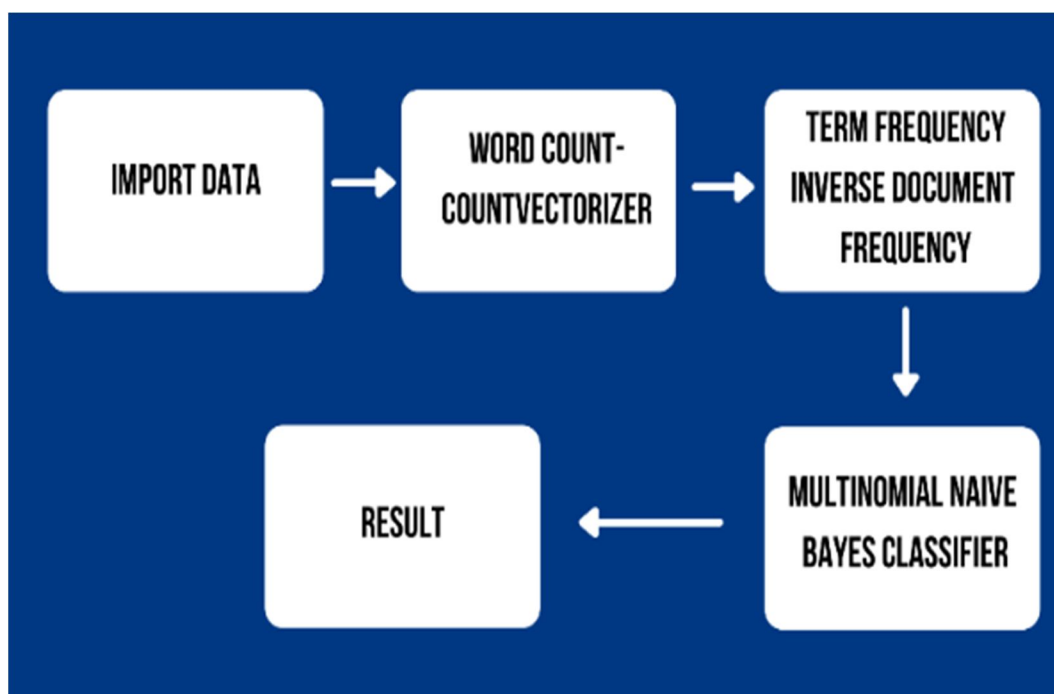 IMPORT DATA
WORD COUNT-
COUNTVECTORIZER
TERM FREQUENCY
INVERSE DOCUMENT
FREQUENCY
MULTINOMIAL NAIVE
BAYES CLASSIFIER
RESULT